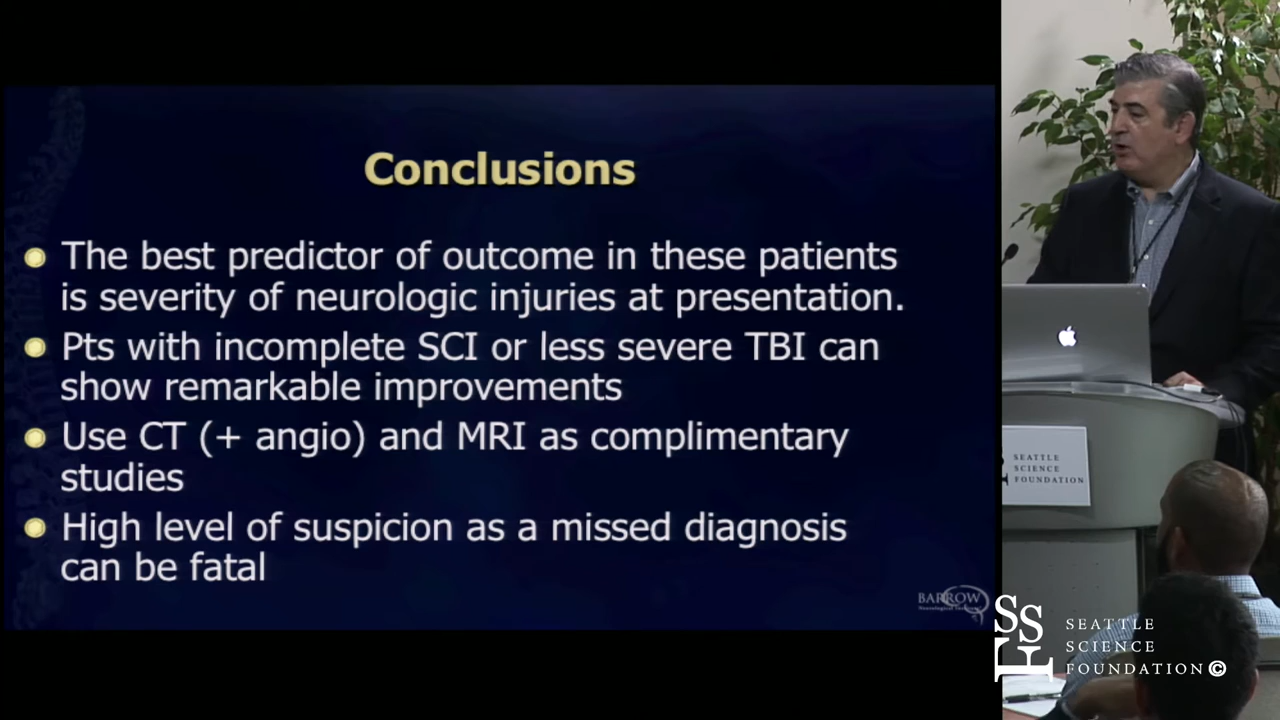 Conclusions
The best predictor of outcome in these patients
is severity of neurologic injuries at presentation.
Pts with incomplete SCI or less severe TBI can
show remarkable improvements
Use CT (+ angio) and MRI as complimentary
studies
High level of suspicion as a missed diagnosis
can be fatal
BARROW
Neurological Institute
SEATTLE
SCIENCE
FOUNDATION
SSF
SEATTLE
SCIENCE
FOUNDATION©